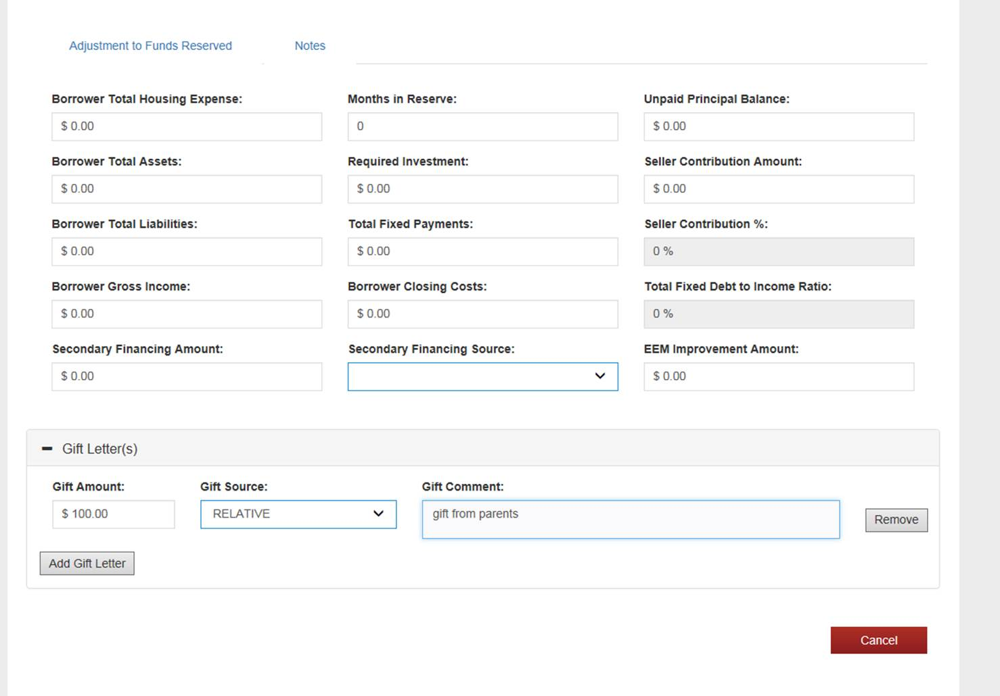 Adjustment to Funds Reserved Notes
Borrower Total Housing Expense: Months in Reserve: Unpaid Principal Balance:
$ 0.00 0 $ 0.00
Borrower Total Assets: Required Investment: Seller Contribution Amount:
$ 0.00 $ 0.00 $ 0.00
Borrower Total Liabilities: Total Fixed Payments: Seller Contribution %:
$ 0.00 $ 0.00 0 %
Borrower Gross Income: Borrower Closing Costs: Total Fixed Debt to Income Ratio:
$ 0.00 $ 0.00 0 %
Secondary Financing Amount: Secondary Financing Source: EEM Improvement Amount:
$ 0.00 $ 0.00
Gift Letter(s)
Gift Amount: Gift Source: Gift Comment:
$ 100.00 RELATIVE gift from parents
Remove
Add Gift Letter
Cancel